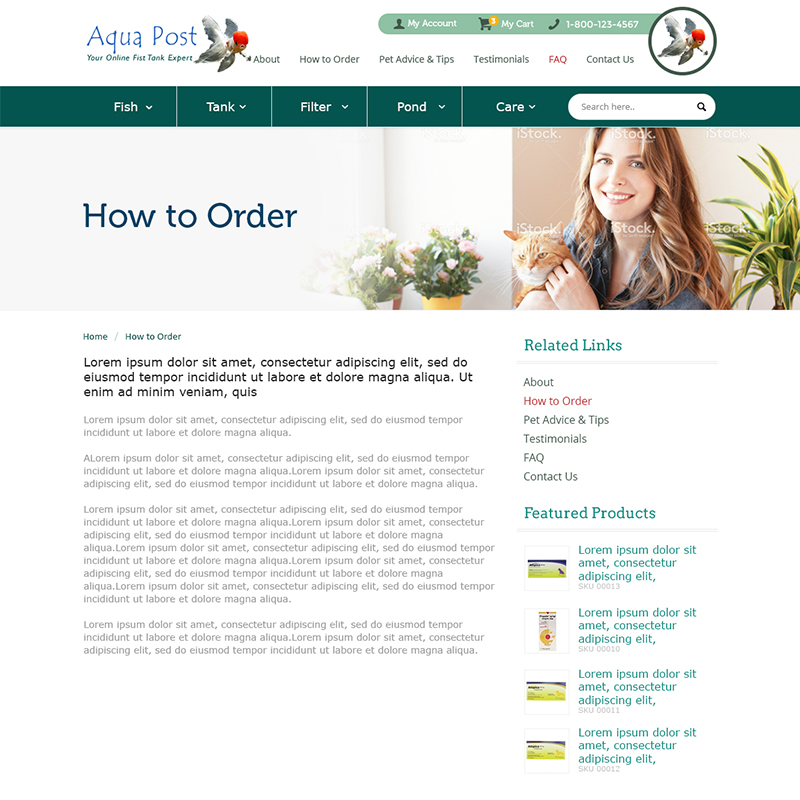 My Account
3
My Cart
1-800-123-4567
Aqua Post
Your Online Fist Tank Expert
About
How to Order
Pet Advice & Tips
Testimonials
FAQ
Contact Us
Fish
Tank
Filter
Pond
Care
Search here..
iStock.
iStock.
How to Order
iStock.
iStock.
iStock.
Home / How to Order
Lorem ipsum dolor sit amet, consectetur adipiscing elit, sed do
eiusmod tempor incididunt ut labore et dolore magna aliqua. Ut
enim ad minim veniam, quis
Lorem ipsum dolor sit amet, consectetur adipiscing elit, sed do eiusmod tempor
incididunt ut labore et dolore magna aliqua.
ALorem ipsum dolor sit amet, consectetur adipiscing elit, sed do eiusmod tempor
incididunt ut labore et dolore magna aliqua.Lorem ipsum dolor sit amet, consectetur
adipiscing elit, sed do eiusmod tempor incididunt ut labore et dolore magna aliqua.
Lorem ipsum dolor sit amet, consectetur adipiscing elit, sed do eiusmod tempor
incididunt ut labore et dolore magna aliqua.Lorem ipsum dolor sit amet, consectetur
adipiscing elit, sed do eiusmod tempor incididunt ut labore et dolore magna
aliqua.Lorem ipsum dolor sit amet, consectetur adipiscing elit, sed do eiusmod tempor
incididunt ut labore et dolore magna aliqua.Lorem ipsum dolor sit amet, consectetur
adipiscing elit, sed do eiusmod tempor incididunt ut labore et dolore magna
aliqua.Lorem ipsum dolor sit amet, consectetur adipiscing elit, sed do eiusmod tempor
incididunt ut labore et dolore magna aliqua.
Lorem ipsum dolor sit amet, consectetur adipiscing elit, sed do eiusmod tempor
incididunt ut labore et dolore magna aliqua.Lorem ipsum dolor sit amet, consectetur
adipiscing elit, sed do eiusmod tempor incididunt ut labore et dolore magna aliqua.
Related Links
About
How to Order
Pet Advice & Tips
Testimonials
FAQ
Contact Us
Featured Products
Lorem ipsum dolor sit
amet, consectetur
adipiscing elit,
SKU 00013
Lorem ipsum dolor sit
amet, consectetur
adipiscing elit,
SKU 00010
Lorem ipsum dolor sit
amet, consectetur
adipiscing elit,
SKU 00011
Lorem ipsum dolor sit
amet, consectetur
adipiscing elit,
SKU 00012